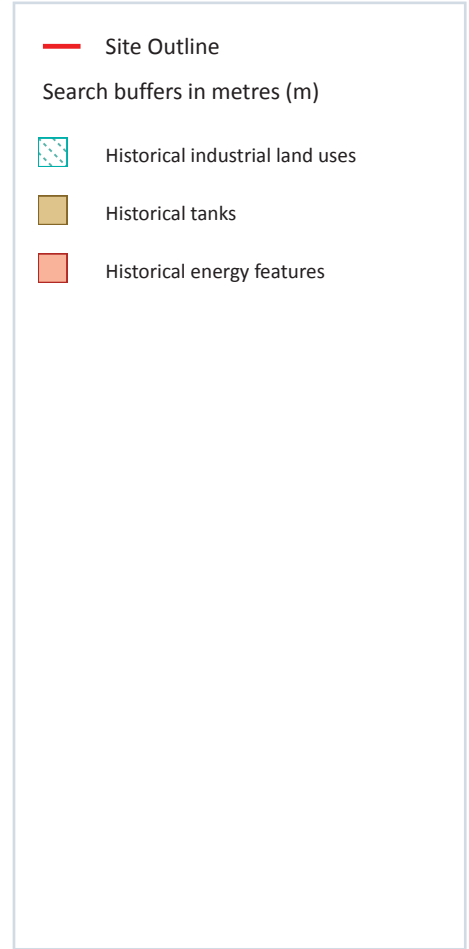 Site Outline
Search buffers in metres (m)
Historical industrial land uses
Historical tanks
Historical energy features